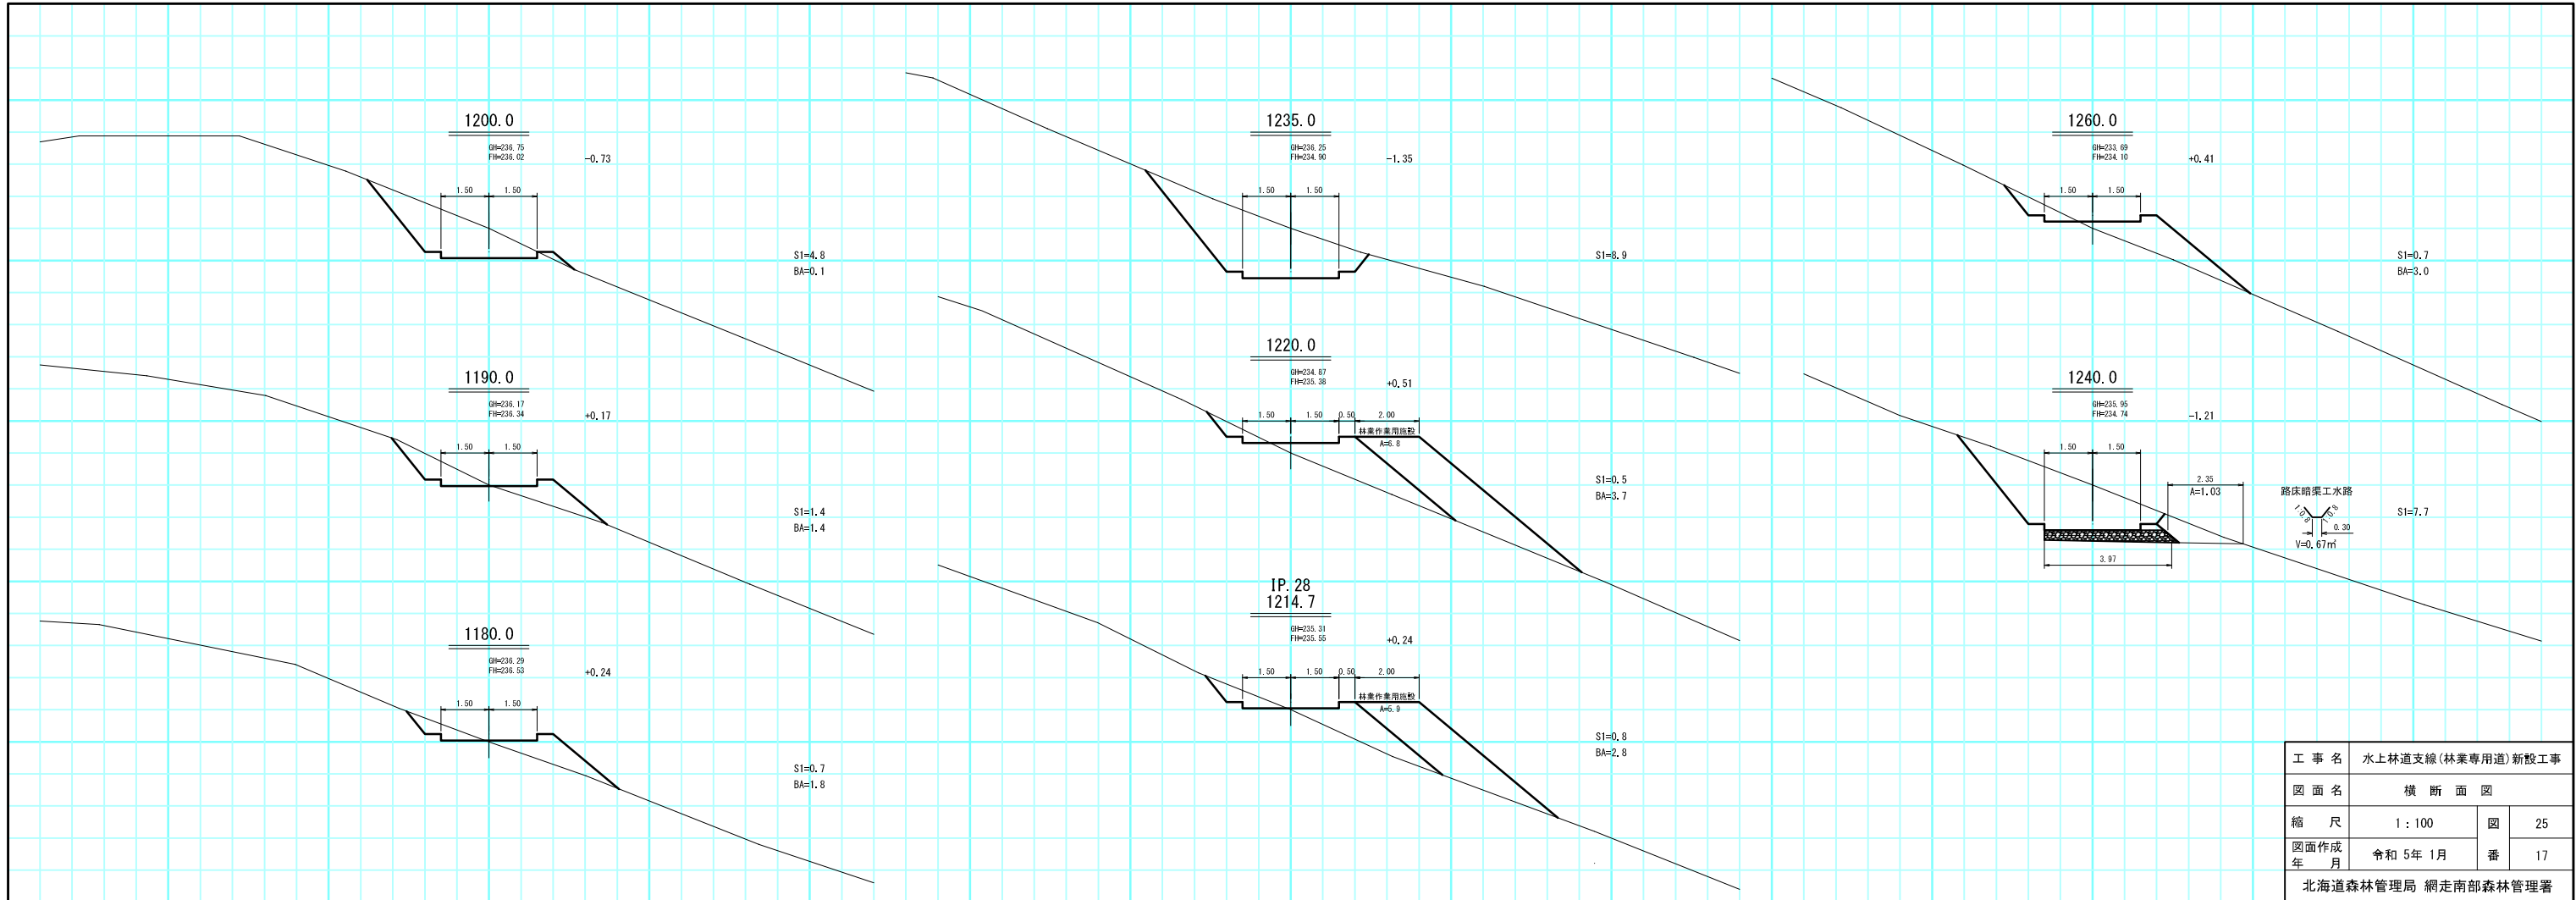 1200.0
GH=236.75
FH=236.02
-0.73
1.50 1.50
S1=4.8
BA=0.1
1190.0
GH=236.17
FH=236.34
+0.17
1.50 1.50
S1=1.4
BA=1.4
1180.0
GH=236.29
FH=236.53
+0.24
1.50 1.50
S1=0.7
BA=1.8
1235.0
GH=236.25
FH=234.90
-1.35
1.50 1.50
S1=8.9
1220.0
GH=234.87
FH=235.38
+0.51
1.50 1.50 0.50 2.00
林業作業用施設
A=6.8
S1=0.5
BA=3.7
IP.28
1214.7
GH=235.31
FH=235.55
+0.24
1.50 1.50 0.50 2.00
林業作業用施設
A=5.9
S1=0.8
BA=2.8
1260.0
GH=233.69
FH=234.10
+0.41
1.50 1.50
S1=0.7
BA=3.0
1240.0
GH=235.95
FH=234.74
-1.21
1.50 1.50
2.35
A=1.03
3.97
路床暗渠工水路
1:0.8 1:0.8
0.30
V=0.67㎥
S1=7.7
工事名 水上林道支線(林業専用道)新設工事
図面名 横断面図
縮尺 1:100 図 25
図面作成年月 令和 5年 1月 番 17
北海道森林管理局 網走南部森林管理署